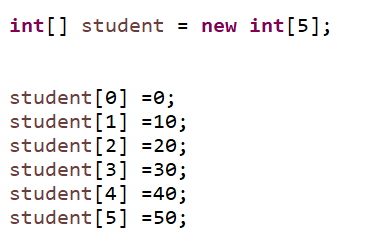 int[] student = new int[5];
student[0] =0;
student[1] =10;
student[2] =20;
student[3] =30;
student[4] =40;
student[5] =50;